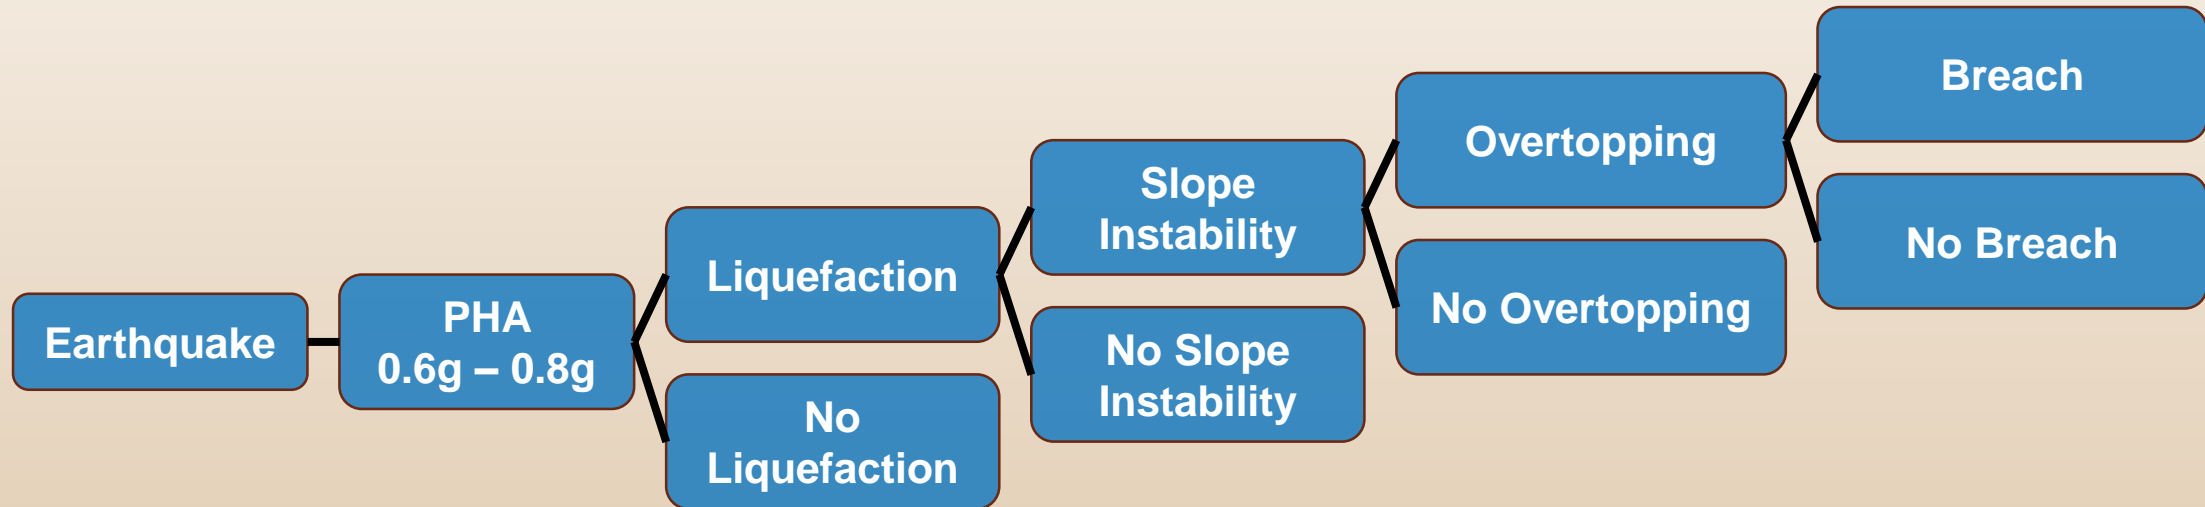 Earthquake
PHA
0.6g – 0.8g
Liquefaction
No
Liquefaction
Slope
Instability
No Slope
Instability
Overtopping
No Overtopping
Breach
No Breach